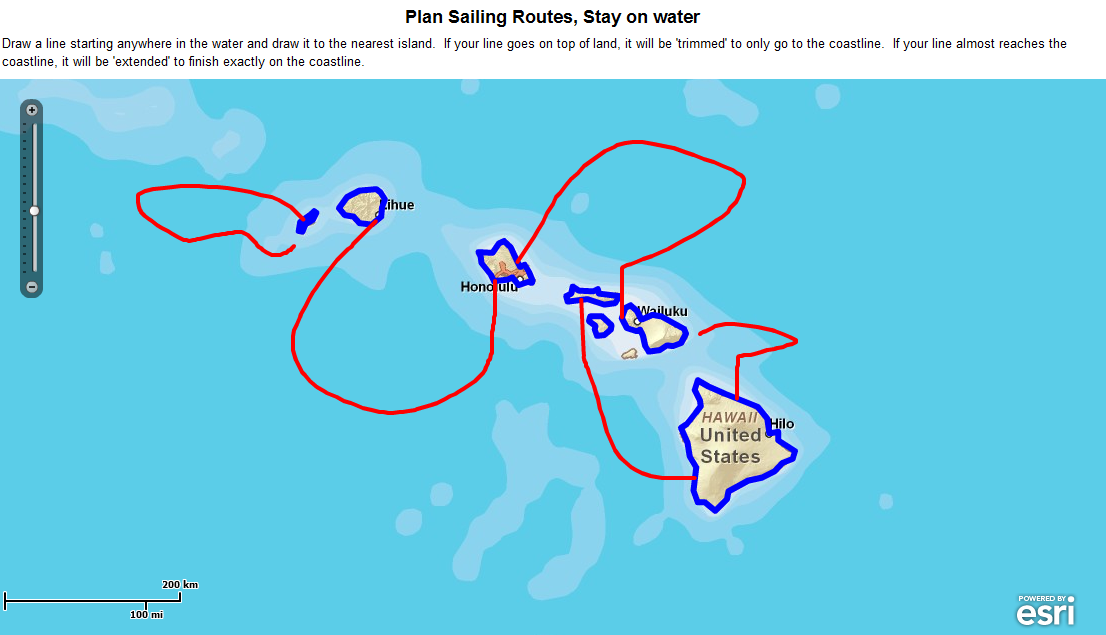 Plan Sailing Routes, Stay on water
Draw a line starting anywhere in the water and draw it to the nearest island.  If your line goes on top of land, it will be 'trimmed' to only go to the coastline.  If your line almost reaches the
coastline, it will be 'extended' to finish exactly on the coastline.
Lihue
Honolulu
Wailuku
HAWAII
Hilo
United
States
200 km
100 mi
POWERED BY
esri